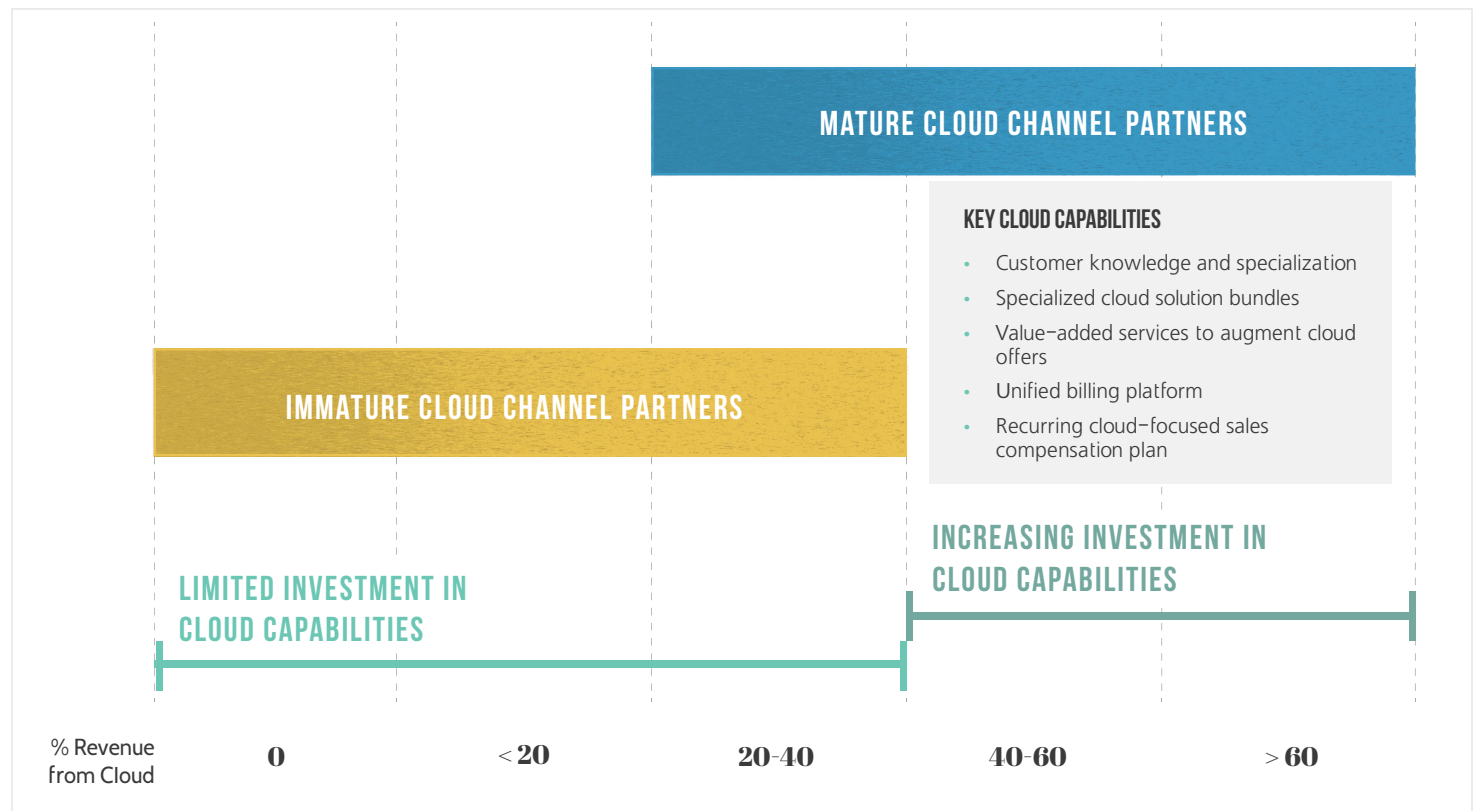 MATURE CLOUD CHANNEL PARTNERS
KEY CLOUD CAPABILITIES
• Customer knowledge and specialization
• Specialized cloud solution bundles
• Value-added services to augment cloud
offers
• Unified billing platform
• Recurring cloud-focused sales
compensation plan
IMMATURE CLOUD CHANNEL PARTNERS
INCREASING INVESTMENT IN
CLOUD CAPABILITIES
LIMITED INVESTMENT IN
CLOUD CAPABILITIES
% Revenue
from Cloud
0
< 20
20-40
40-60
> 60